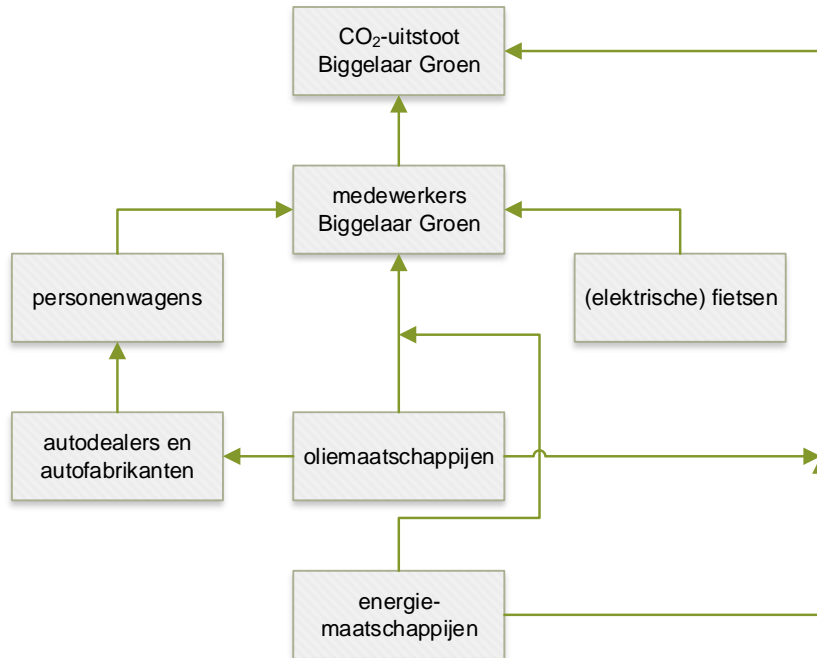 CO₂-uitstoot
Biggelaar Groen
medewerkers
Biggelaar Groen
personenwagens
(elektrische) fietsen
autodealers en
autofabrikanten
oliemaatschappijen
energie-
maatschappijen